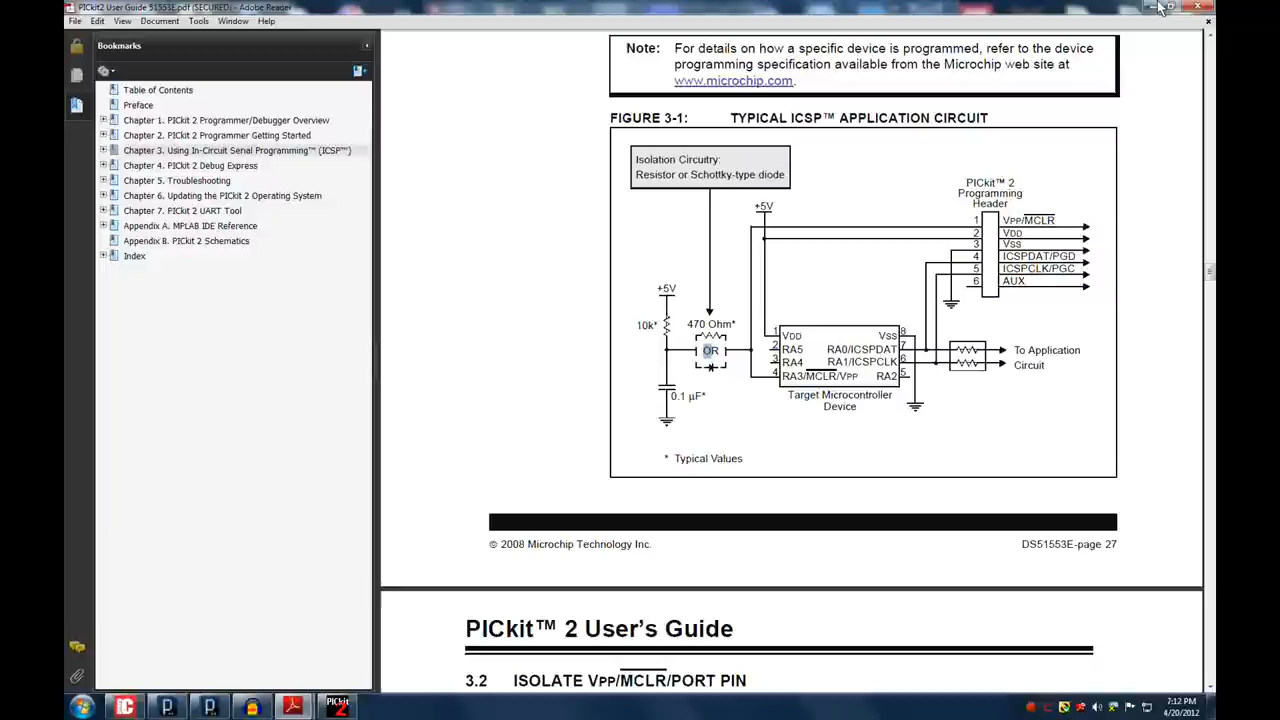 PICkit2 User Guide 51553E.pdf (SECURED) - Adobe Reader
File Edit View Document Tools Window Help
Bookmarks
Table of Contents
Preface
Chapter 1. PICkit 2 Programmer/Debugger Overview
Chapter 2. PICkit 2 Programmer Getting Started
Chapter 3. Using In-Circuit Serial Programming™ (ICSP™)
Chapter 4. PICkit 2 Debug Express
Chapter 5. Troubleshooting
Chapter 6. Updating the PICkit 2 Operating System
Chapter 7. PICkit 2 UART Tool
Appendix A. MPLAB IDE Reference
Appendix B. PICkit 2 Schematics
Index
Note: For details on how a specific device is programmed, refer to the device
programming specification available from the Microchip web site at
www.microchip.com.
FIGURE 3-1: TYPICAL ICSP™ APPLICATION CIRCUIT
Isolation Circuitry:
Resistor or Schottky-type diode
PICkit™ 2
Programming
Header
+5V
1 VPP/MCLR
2 VDD
3 VSS
4 ICSPDAT/PGD
5 ICSPCLK/PGC
6 AUX
+5V
10k*
470 Ohm*
OR
0.1 µF*
1 VDD VSS 8
2 RA5 RA0/ICSPDAT 7
3 RA4 RA1/ICSPCLK 6
4 RA3/MCLR/VPP RA2 5
To Application
Circuit
Target Microcontroller
Device
* Typical Values
© 2008 Microchip Technology Inc. DS51553E-page 27
PICkit™ 2 User's Guide
3.2 ISOLATE VPP/MCLR/PORT PIN
PICkit
2
7:12 PM
4/20/2012